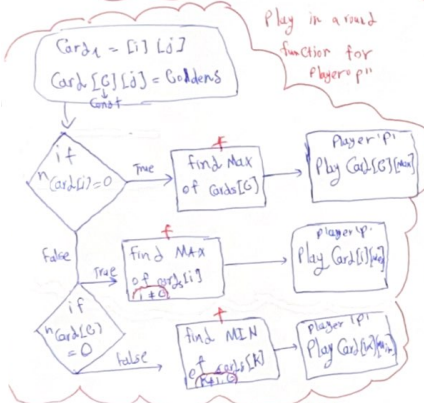 Play in a round
function for
Player "P"
Card i = [i] [j]
Card [G] [j] = Goldens
Const
if
n Card[i] = 0
True
f
find Max
of cards[G]
Player 'P'
Play Card[G][Max]
False
True
f
find MAX
of cards[i]
i ≠ G
player 'P'
Play Card[i]
if
n Card[G]
= 0
False
f
find MIN
of cards[k]
k ≠ i, G
Player 'P'
Play Card[k][Min]